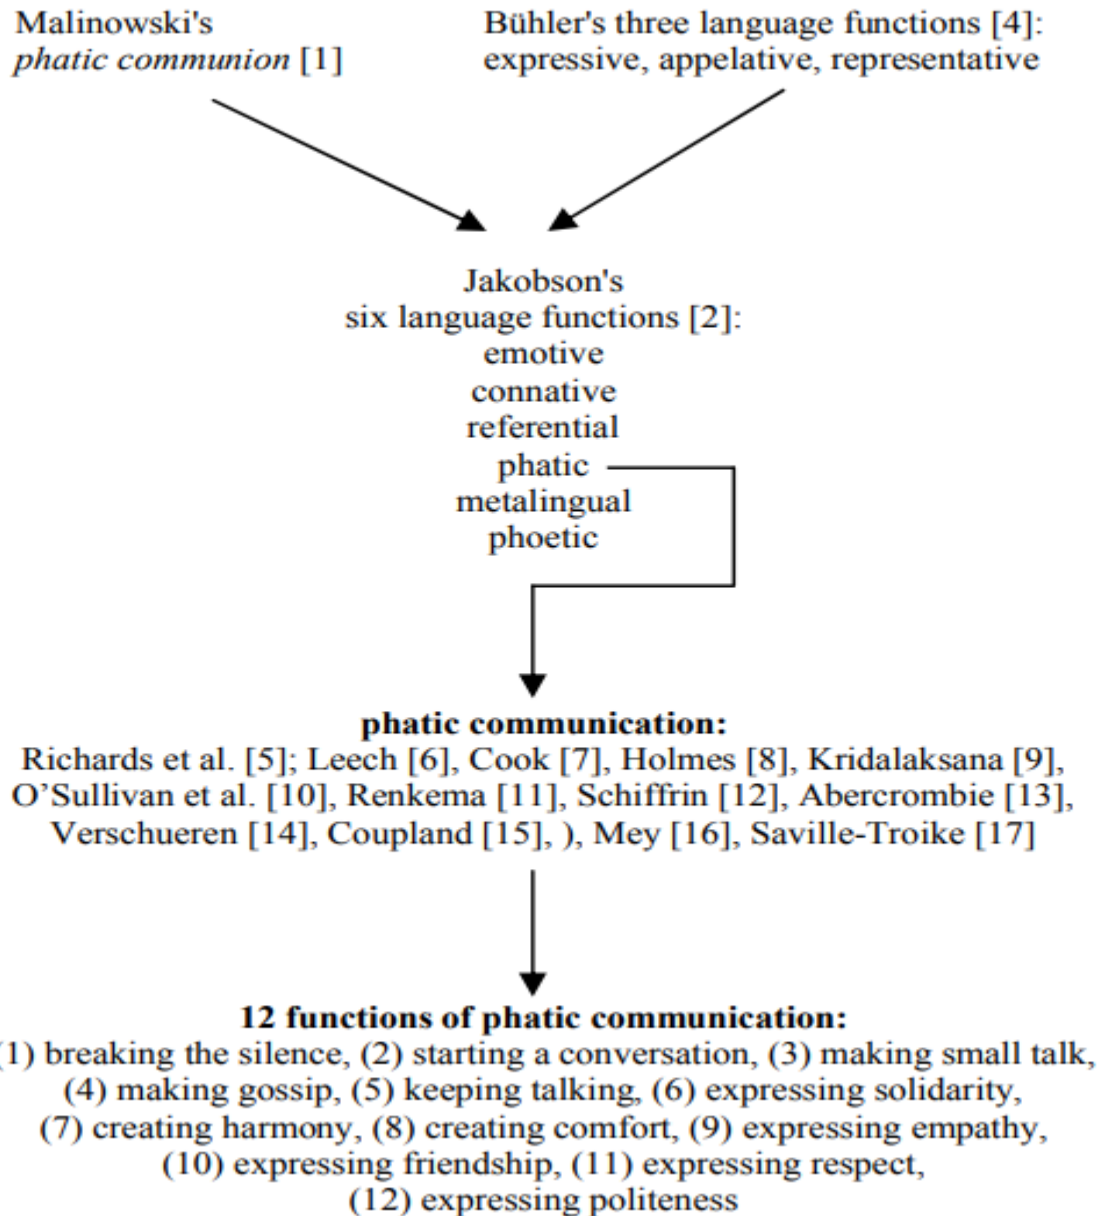 Malinowski's
phatic communion [1]
Bühler's three language functions [4]:
expressive, appelative, representative
Jakobson's
six language functions [2]:
emotive
connative
referential
phatic
metalingual
phoetic
phatic communication:
Richards et al. [5]; Leech [6], Cook [7], Holmes [8], Kridalaksana [9],
O’Sullivan et al. [10], Renkema [11], Schiffrin [12], Abercrombie [13],
Verschueren [14], Coupland [15], ), Mey [16], Saville-Troike [17]
12 functions of phatic communication:
(1) breaking the silence, (2) starting a conversation, (3) making small talk,
(4) making gossip, (5) keeping talking, (6) expressing solidarity,
(7) creating harmony, (8) creating comfort, (9) expressing empathy,
(10) expressing friendship, (11) expressing respect,
(12) expressing politeness